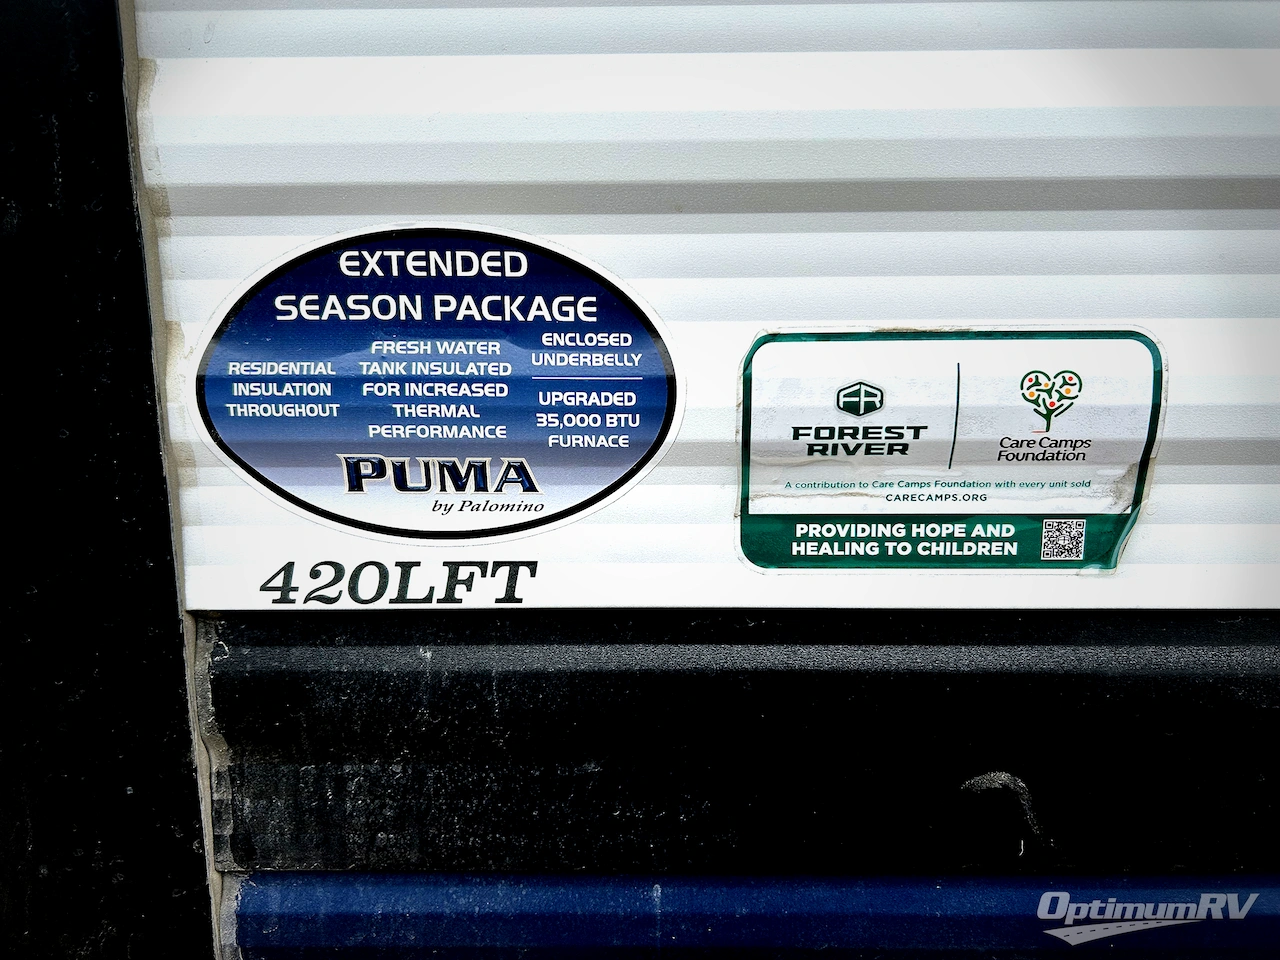 EXTENDED
SEASON PACKAGE
RESIDENTIAL
INSULATION
THROUGHOUT
FRESH WATER
TANK INSULATED
FOR INCREASED
THERMAL
PERFORMANCE
ENCLOSED
UNDERBELLY
UPGRADED
35,000 BTU
FURNACE
PUMA
by Palomino
420LFT
FR
FOREST
RIVER
Care Camps
Foundation
A contribution to Care Camps Foundation with every unit sold
CARECAMPS.ORG
PROVIDING HOPE AND
HEALING TO CHILDREN
OptimumRV